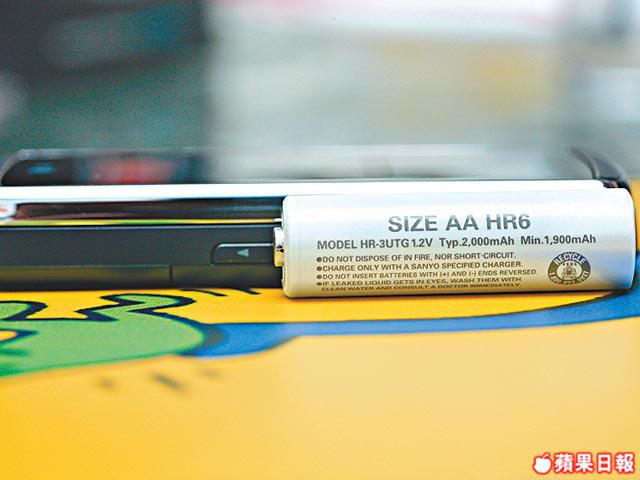 SIZE AA HR6
MODEL HR-3UTG 1.2V Typ.2,000mAh Min.1,900mAh
●DO NOT DISPOSE OF IN FIRE, NOR SHORT-CIRCUIT.
●CHARGE ONLY WITH A SANYO SPECIFIED CHARGER.
●DO NOT INSERT BATTERIES WITH (+) AND (-) ENDS REVERSED.
●IF LEAKED LIQUID GETS IN EYES, WASH THEM WITH
CLEAN WATER AND CONSULT A DOCTOR IMMEDIATELY.
RECYCLE
蘋果日報